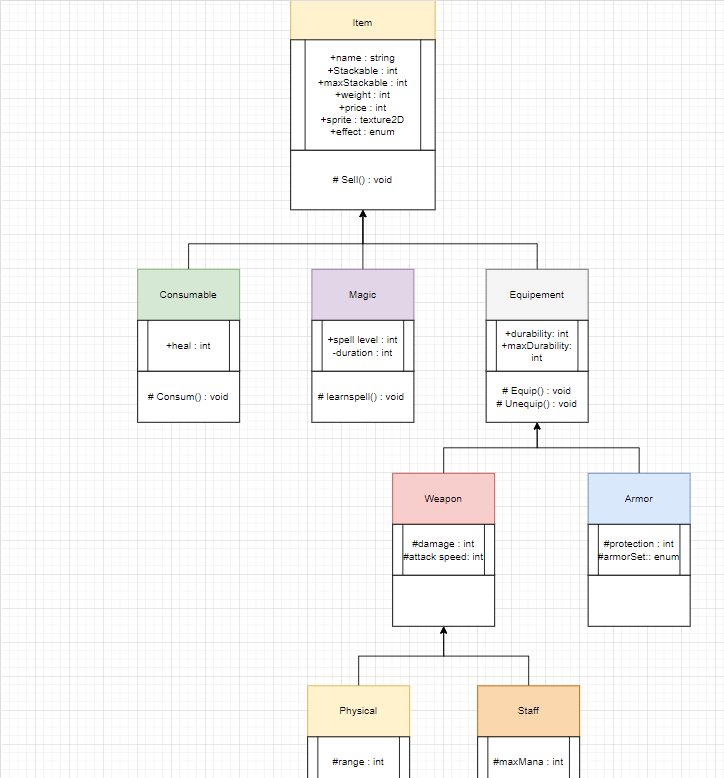 Item
+name : string
+Stackable : int
+maxStackable : int
+weight : int
+price : int
+sprite : texture2D
+effect : enum
# Sell() : void
Consumable
+heal : int
# Consum() : void
Magic
+spell level : int
-duration : int
# learnspell() : void
Equipement
+durability: int
+maxDurability:
int
# Equip() : void
# Unequip() : void
Weapon
#damage : int
#attack speed: int
Armor
#protection : int
#armorSet:: enum
Physical
#range : int
Staff
#maxMana : int